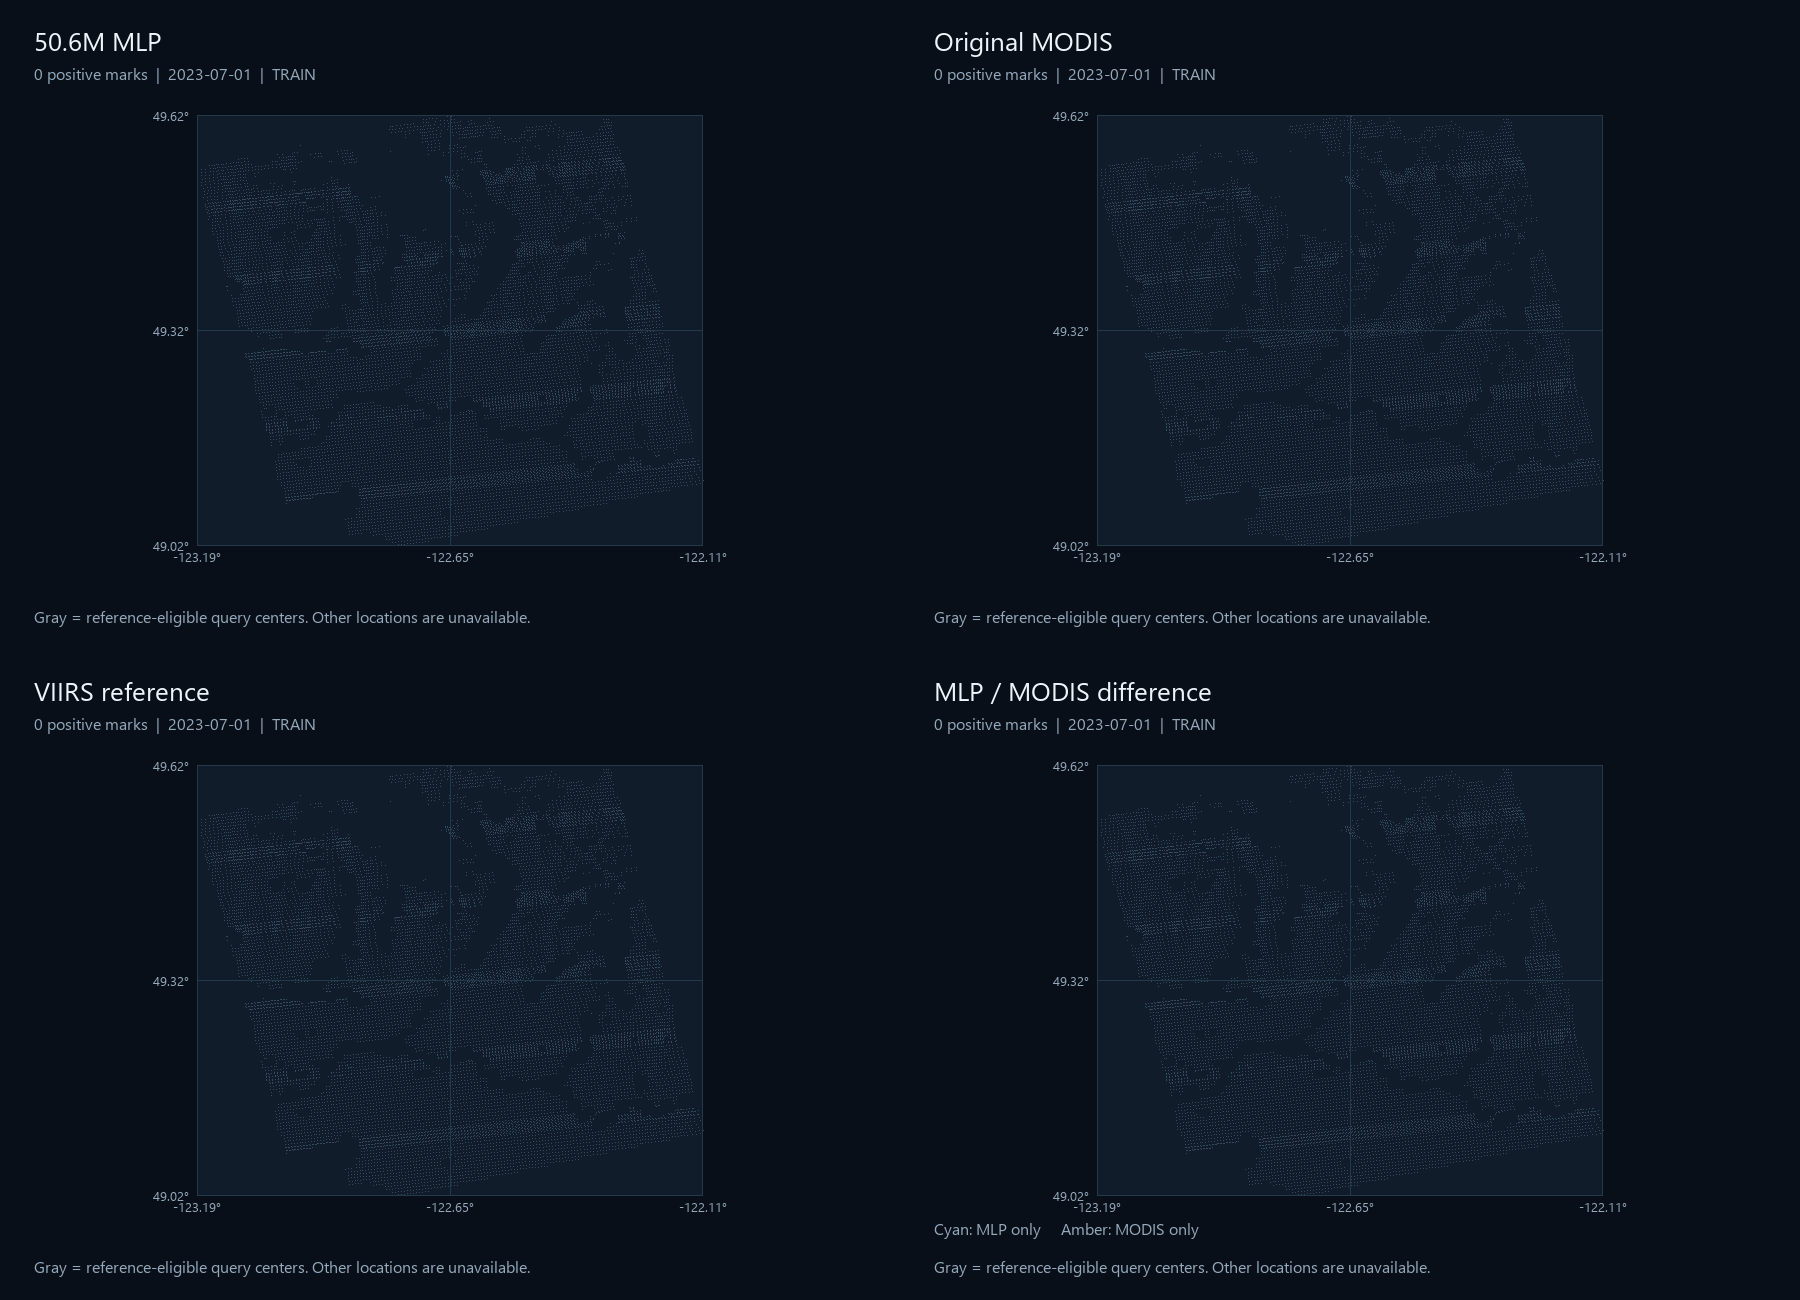 50.6M MLP
0 positive marks | 2023-07-01 | TRAIN
49.62°
49.32°
49.02°
-123.19°
-122.65°
-122.11°
Gray = reference-eligible query centers. Other locations are unavailable.
Original MODIS
0 positive marks | 2023-07-01 | TRAIN
49.62°
49.32°
49.02°
-123.19°
-122.65°
-122.11°
Gray = reference-eligible query centers. Other locations are unavailable.
VIIRS reference
0 positive marks | 2023-07-01 | TRAIN
49.62°
49.32°
49.02°
-123.19°
-122.65°
-122.11°
Gray = reference-eligible query centers. Other locations are unavailable.
MLP / MODIS difference
0 positive marks | 2023-07-01 | TRAIN
49.62°
49.32°
49.02°
-123.19°
-122.65°
-122.11°
Cyan: MLP only Amber: MODIS only
Gray = reference-eligible query centers. Other locations are unavailable.